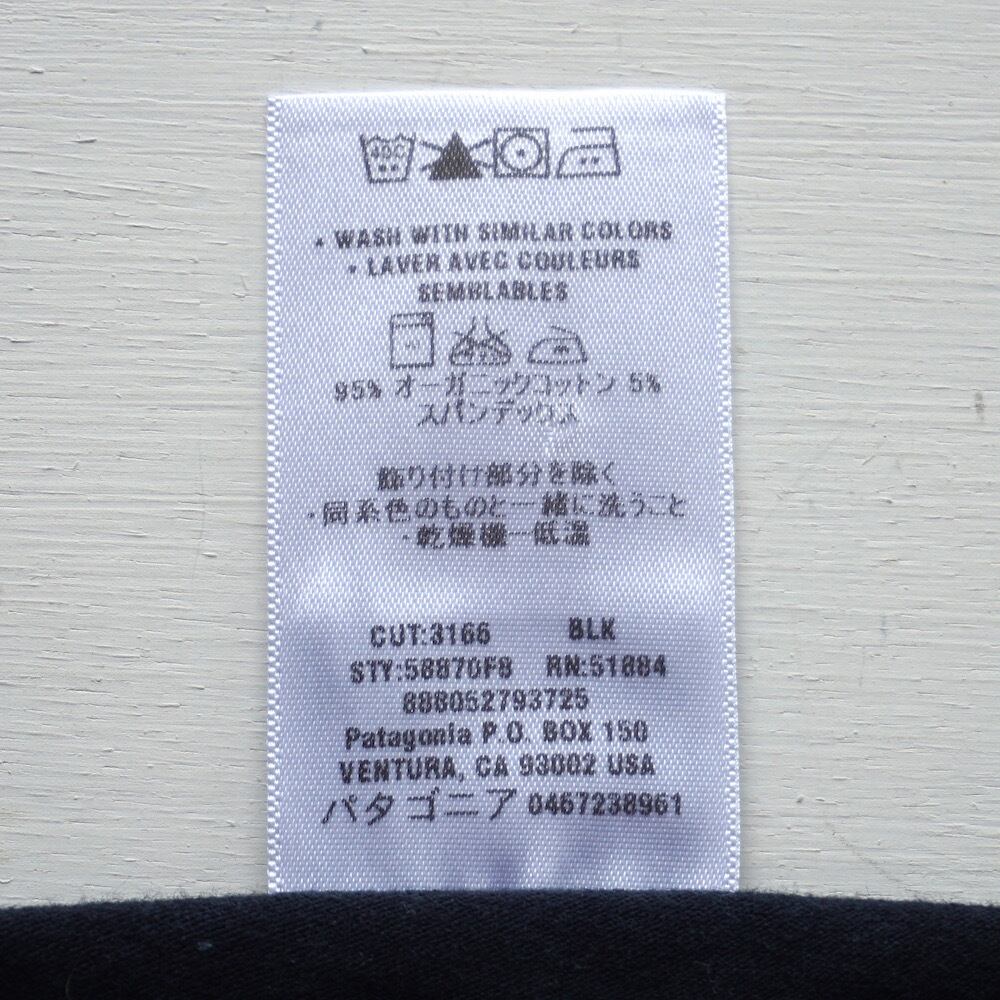 40C
• WASH WITH SIMILAR COLORS
• LAVER AVEC COULEURS
SEMBLABLES
95% オーガニックコットン 5%
スパンデックス
飾り付け部分を除く
・同系色のものと一緒に洗うこと
・乾燥機ー低温
CUT:3166 BLK
STY:58870F8 RN:51884
888052793725
Patagonia P.O. BOX 150
VENTURA, CA 93002 USA
パタゴニア 0467238961